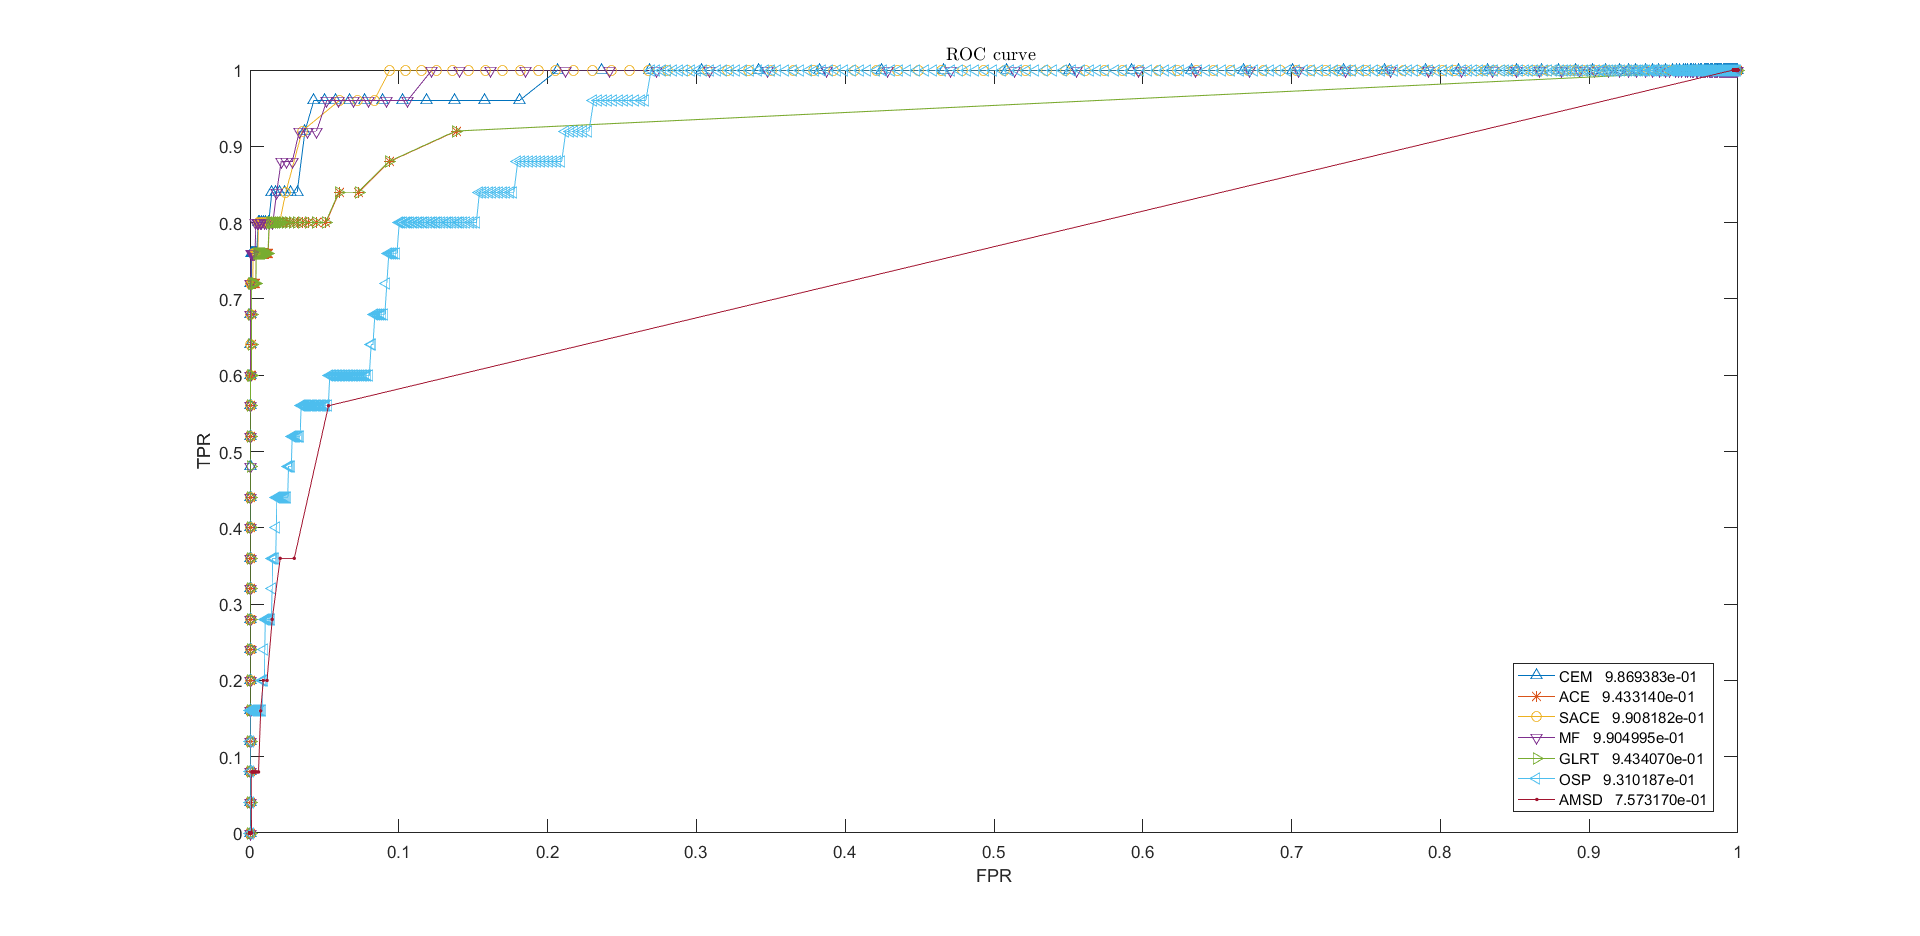 ROC curve
1
0.9
0.8
0.7
0.6
0.5
0.4
0.3
0.2
0.1
0
TPR
CEM 9.869383e-01
ACE 9.433140e-01
SACE 9.908182e-01
MF 9.904995e-01
GLRT 9.434070e-01
OSP 9.310187e-01
AMSD 7.573170e-01
0 0.1 0.2 0.3 0.4 0.5 0.6 0.7 0.8 0.9 1
FPR